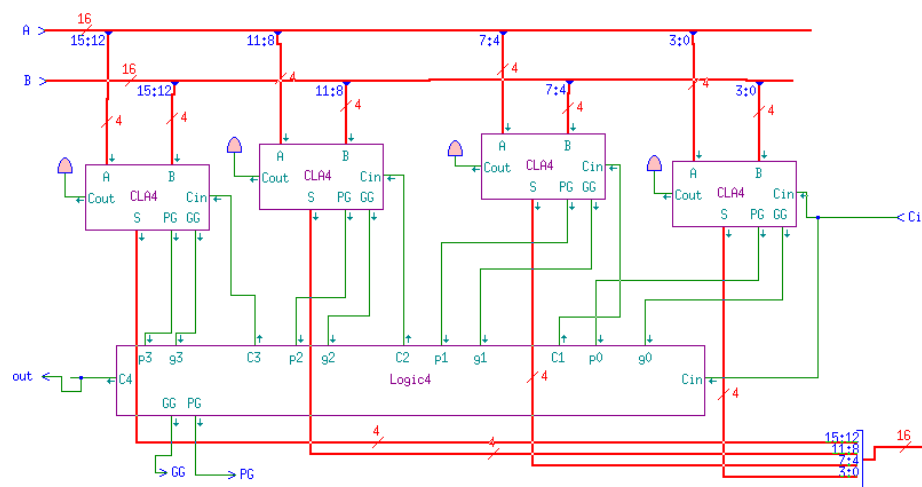 16
A
15:12 11:8 7:4 3:0
4 4 4
16
B
15:12 11:8 7:4 3:0
4 4 4 4 4
A B
Cout CLA4 Cin
S PG GG
A B
Cout CLA4 Cin
S PG GG
A B
Cout CLA4 Cin
S PG GG
A B
Cout CLA4 Cin
S PG GG
Ci
p3 g3 C3 p2 g2 C2 p1 g1 C1 p0 g0
out C4 Logic4 Cin
4
4
GG PG
4 15:12 16
4 11:8
7:4
3:0
GG PG